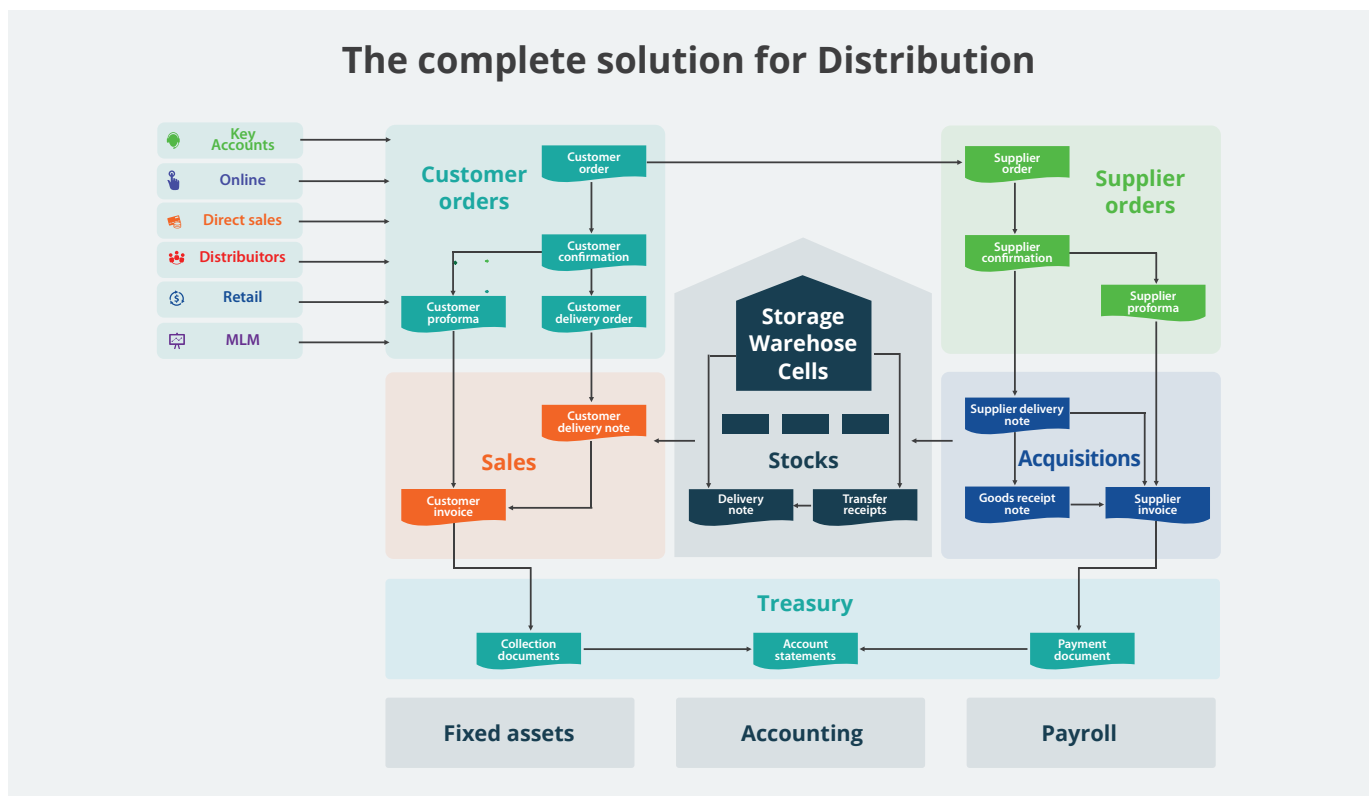 The complete solution for Distribution
Key
Accounts
Online
Direct sales
Distribuitors
Retail
MLM
Customer
orders
Customer
order
Customer
confirmation
Customer
proforma
Customer
delivery order
Supplier
order
Supplier
orders
Supplier
confirmation
Supplier
proforma
Storage
Warehose
Cells
Stocks
Delivery
note
Transfer
receipts
Customer
delivery note
Sales
Customer
invoice
Supplier delivery
note
Acquisitions
Goods receipt
note
Supplier
invoice
Treasury
Collection
documents
Account
statements
Payment
document
Fixed assets
Accounting
Payroll